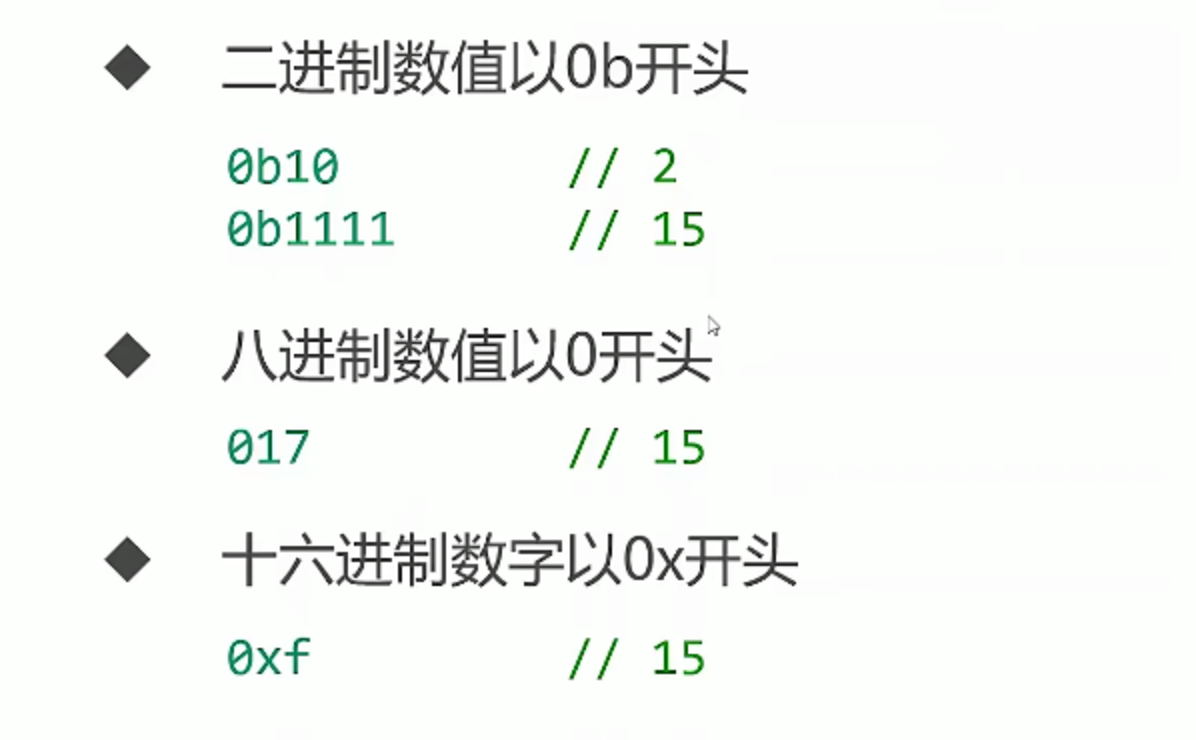 二进制数值以0b开头
0b10 // 2
0b1111 // 15
八进制数值以0开头
017 // 15
十六进制数字以0x开头
0xf // 15